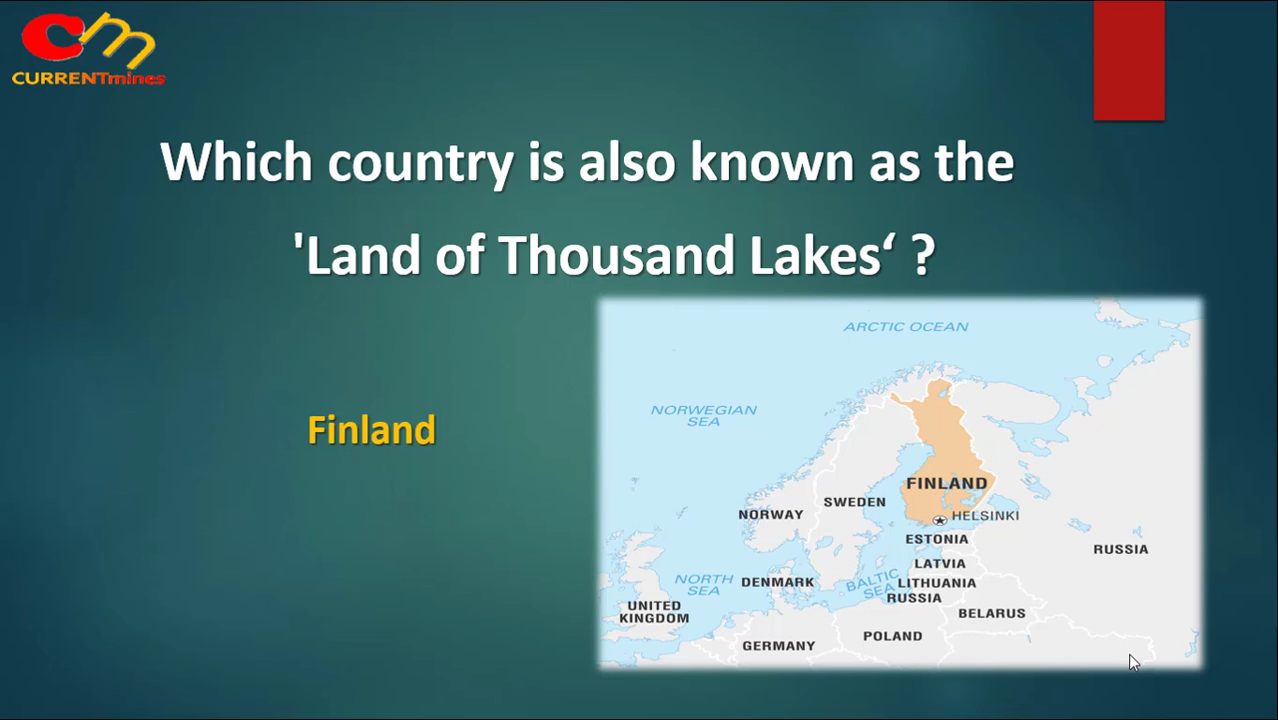 cm
CURRENTmines
Which country is also known as the
'Land of Thousand Lakes‘ ?
Finland
ARCTIC OCEAN
NORWEGIAN
SEA
FINLAND
SWEDEN
NORWAY
HELSINKI
ESTONIA
RUSSIA
LATVIA
NORTH
SEA
DENMARK
BALTIC
SEA
LITHUANIA
RUSSIA
UNITED
KINGDOM
BELARUS
POLAND
GERMANY